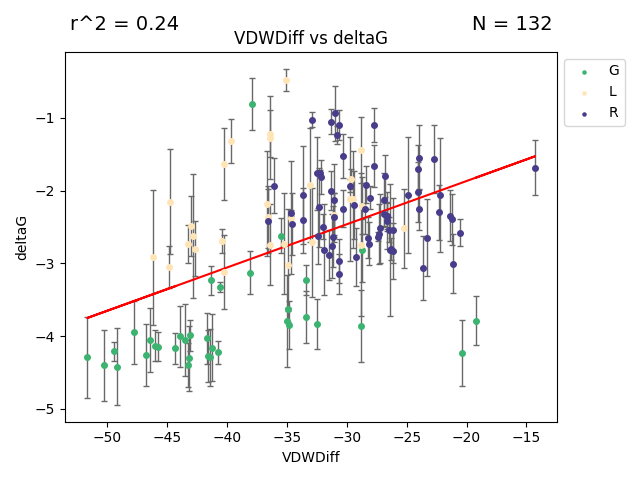 r^2 = 0.24 N = 132
VDWDiff vs deltaG
G
L
R
deltaG
−1
−2
−3
−4
−5
−50 −45 −40 −35 −30 −25 −20 −15
VDWDiff